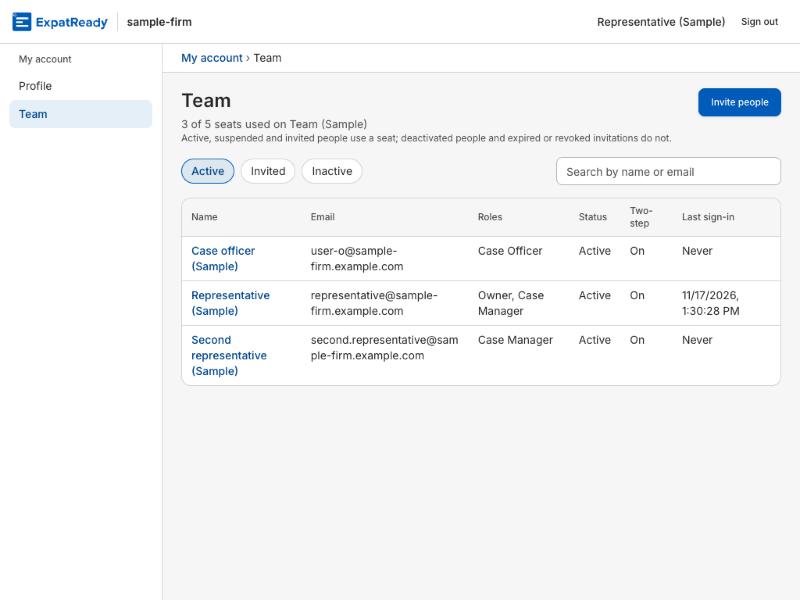 ExpatReady
sample-firm
Representative (Sample)
Sign out
My account
Profile
Team
My account › Team
Team
Invite people
3 of 5 seats used on Team (Sample)
Active, suspended and invited people use a seat; deactivated people and expired or revoked invitations do not.
Active
Invited
Inactive
Search by name or email
Name
Email
Roles
Status
Two-
step
Last sign-in
Case officer
(Sample)
user-o@sample-
firm.example.com
Case Officer
Active
On
Never
Representative
(Sample)
representative@sample-
firm.example.com
Owner, Case
Manager
Active
On
11/17/2026,
1:30:28 PM
Second
representative
(Sample)
second.representative@sam
ple-firm.example.com
Case Manager
Active
On
Never